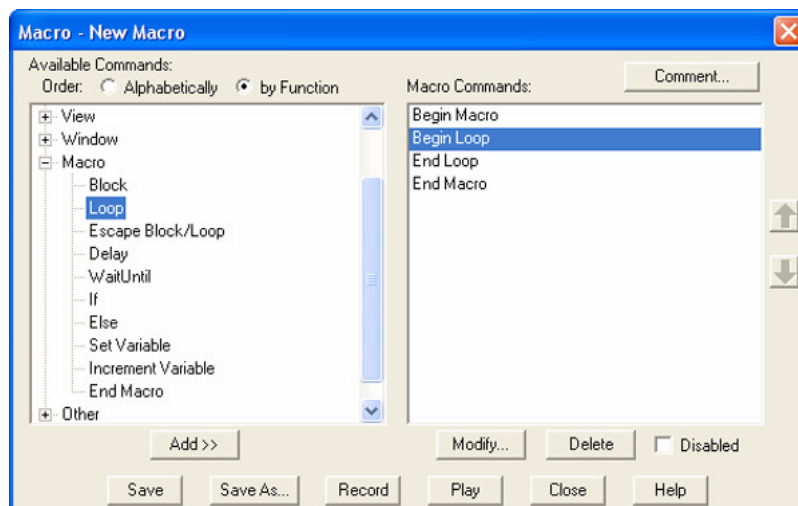 Macro - New Macro
Available Commands:
Order: Alphabetically by Function
View
Window
Macro
Block
Loop
Escape Block/Loop
Delay
WaitUntil
If
Else
Set Variable
Increment Variable
End Macro
Other
Add >>
Macro Commands:
Comment...
Begin Macro
Begin Loop
End Loop
End Macro
Modify...
Delete
Disabled
Save
Save As...
Record
Play
Close
Help